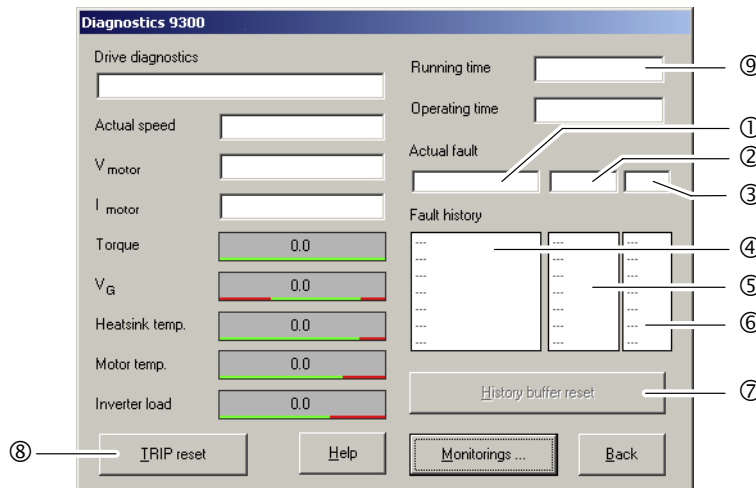 Diagnostics 9300
Drive diagnostics
Actual speed
V motor
I motor
Torque 0.0
VG 0.0
Heatsink temp. 0.0
Motor temp. 0.0
Inverter load 0.0
Running time ⑨
Operating time
Actual fault ①
②
③
Fault history
--- --- --- ④
--- --- ---
--- --- --- ⑤
--- --- ---
--- --- --- ⑥
--- --- ---
--- --- ---
History buffer reset ⑦
⑧ TRIP reset Help Monitorings ... Back